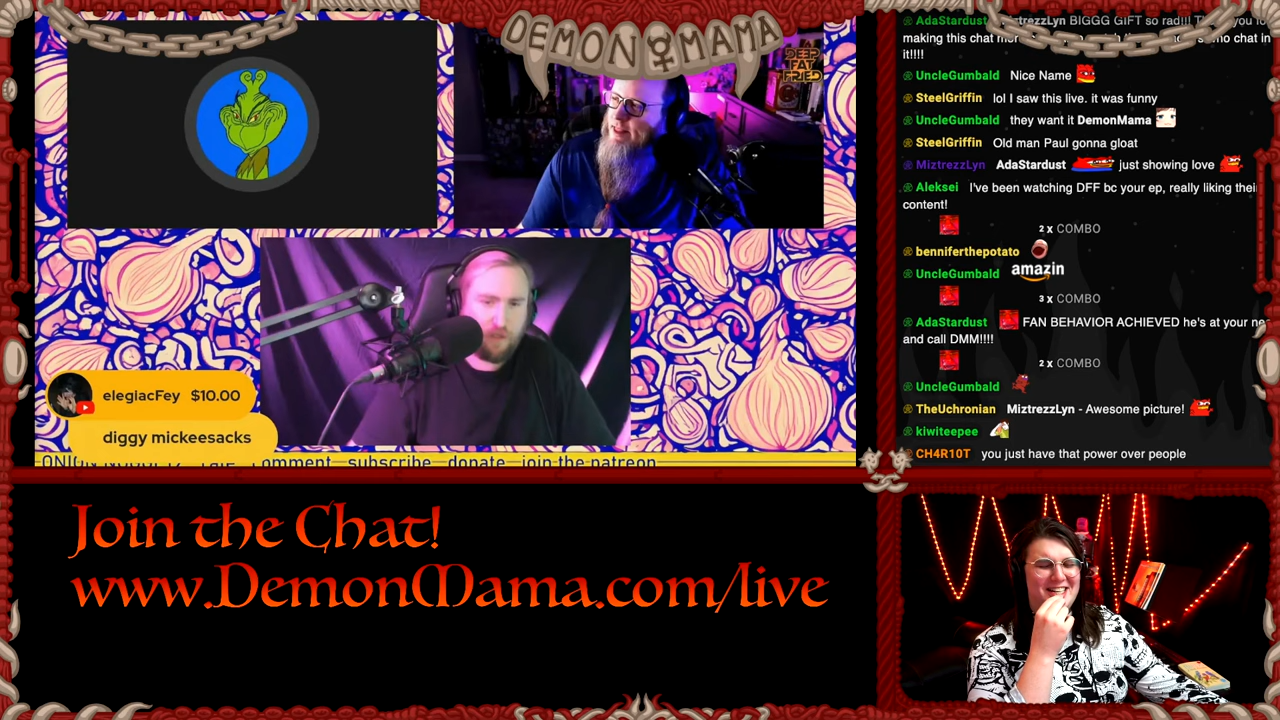 DEMON MAMA
DEEP
FAT
FRIED
elegiacFey $10.00
diggy mickeesacks
comment subscribe donate join the patreon
Join the Chat!
www.DemonMama.com/live
AdaStardust MiztrezzLyn BIGGG GIFT so rad!!!
making this chat
it!!!!
UncleGumbald Nice Name
SteelGriffin lol I saw this live. it was funny
UncleGumbald they want it DemonMama
SteelGriffin Old man Paul gonna gloat
MiztrezzLyn AdaStardust just showing love
Aleksei I've been watching DFF bc your ep, really liking their
content!
2 x COMBO
benniferthepotato
UncleGumbald amazin
3 x COMBO
AdaStardust FAN BEHAVIOR ACHIEVED he's at your
and call DMM!!!!
2 x COMBO
UncleGumbald
TheUchronian MiztrezzLyn - Awesome picture!
kiwiteepee
CH4R10T you just have that power over people